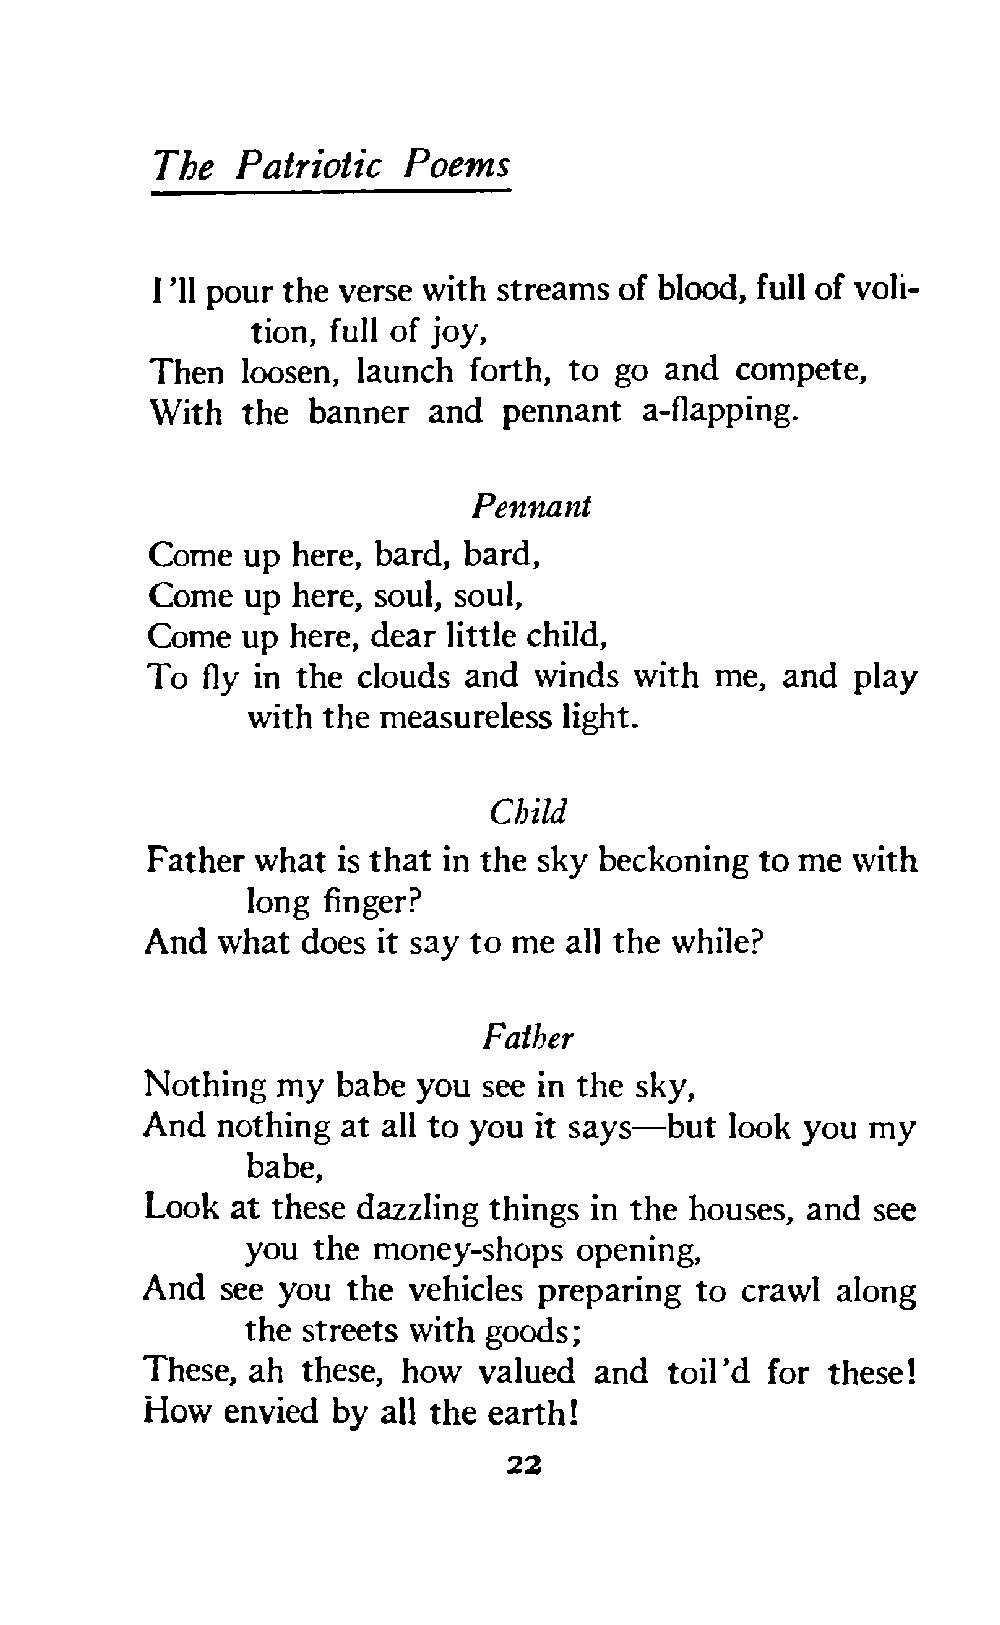 The Patriotic Poems
I'll pour the verse with streams of blood, full of voli-
tion, full of joy,
Then loosen, launch forth, to go and compete,
With the banner and pennant a-flapping.
Pennant
Come up here, bard, bard,
Come up here, soul, soul,
Come up here, dear little child,
To fly in the clouds and winds with me, and play
with the measureless light.
Child
Father what is that in the sky beckoning to me with
long finger?
And what does it say to me all the while?
Father
Nothing my babe you see in the sky,
And nothing at all to you it says—but look you my
babe,
Look at these dazzling things in the houses, and see
you the money-shops opening,
And see you the vehicles preparing to crawl along
the streets with goods;
These, ah these, how valued and toil'd for these!
How envied by all the earth!
22